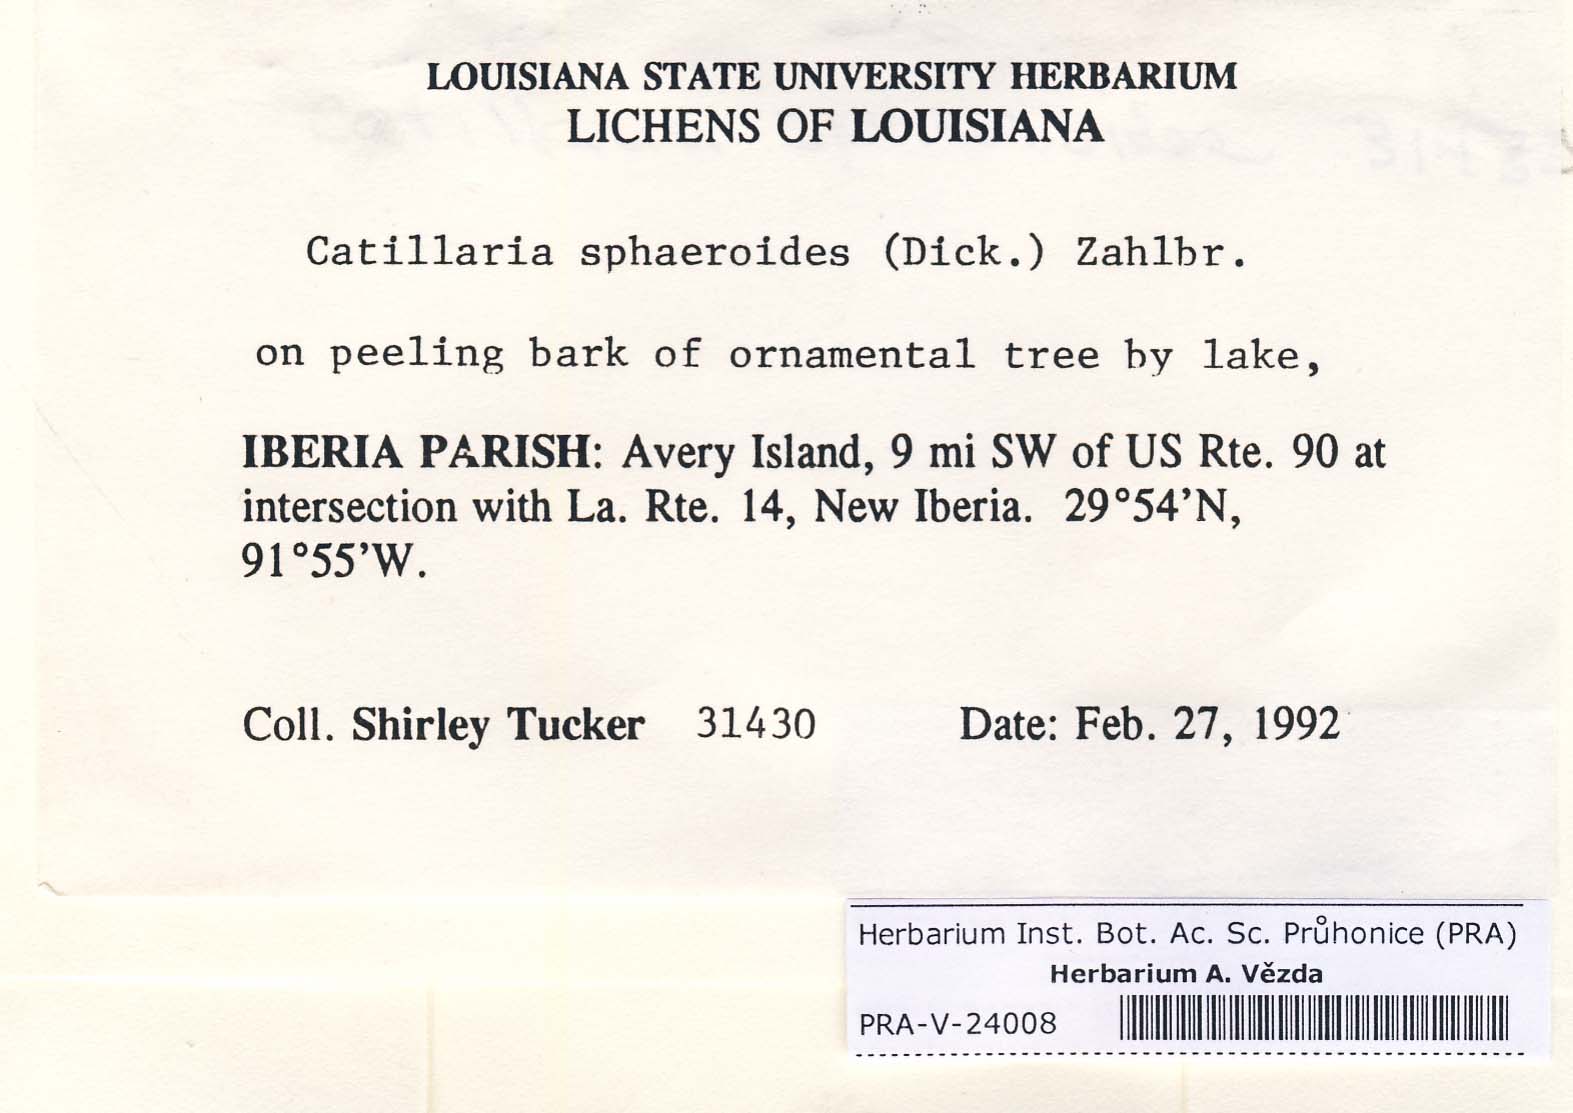 LOUISIANA STATE UNIVERSITY HERBARIUM
LICHENS OF LOUISIANA
Catillaria sphaeroides (Dick.) Zahlbr.
on peeling bark of ornamental tree by lake,
IBERIA PARISH: Avery Island, 9 mi SW of US Rte. 90 at
intersection with La. Rte. 14, New Iberia. 29°54'N,
91°55'W.
Coll. Shirley Tucker 31430 Date: Feb. 27, 1992
Herbarium Inst. Bot. Ac. Sc. Průhonice (PRA)
Herbarium A. Vězda
PRA-V-24008